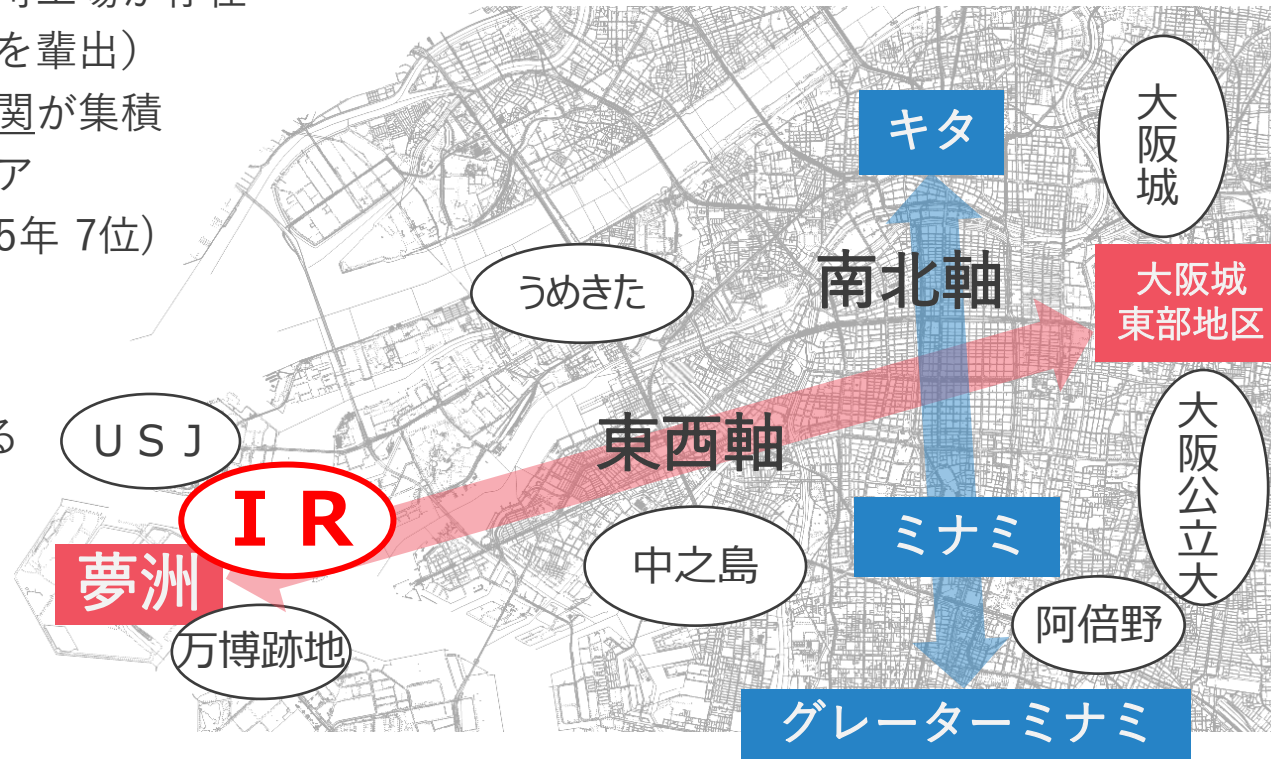 を輩出）
関が集積
ア
5年 7位）
る
キタ
大阪城
うめきた
南北軸
大阪城
東部地区
東西軸
ＵＳＪ
ＩＲ
夢洲
万博跡地
中之島
ミナミ
大阪公立大
阿倍野
グレーターミナミ